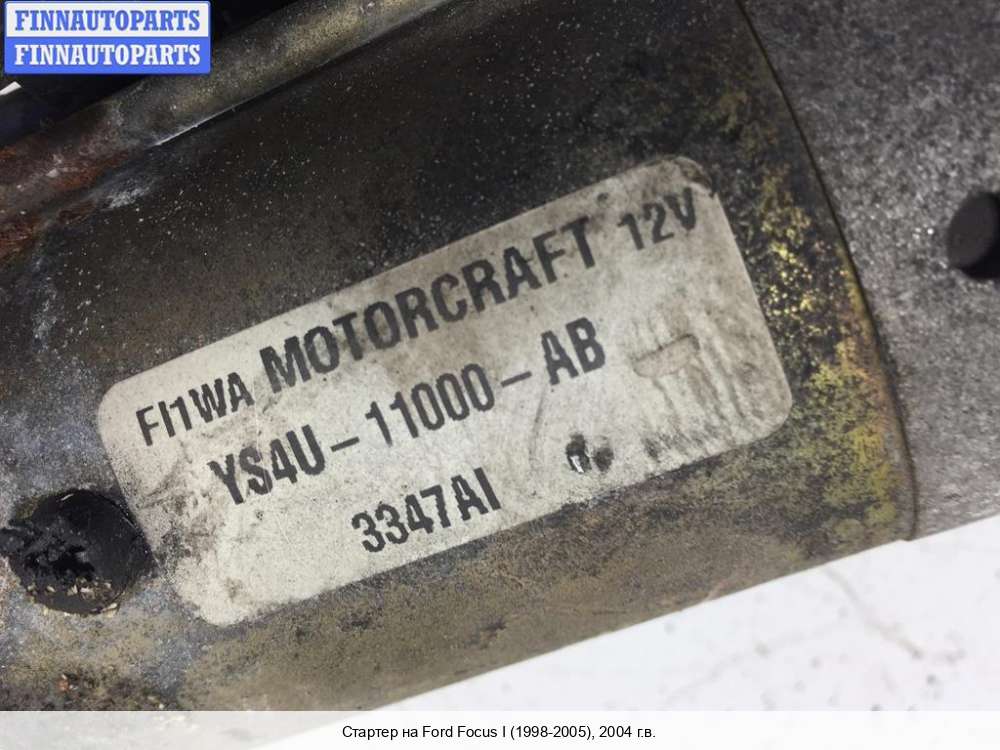 FINNAUTOPARTS
FINNAUTOPARTS
FI1WA MOTORCRAFT 12V
YS4U-11000-AB
3347AI
Стартер на Ford Focus I (1998-2005), 2004 г.в.